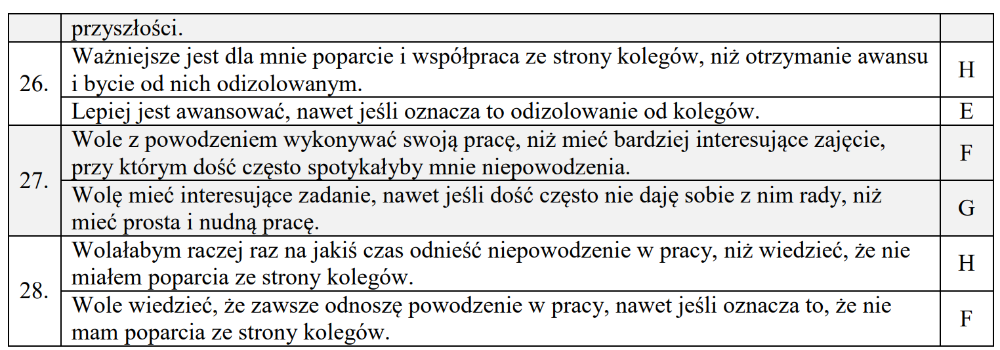 przyszłości.
26.
Ważniejsze jest dla mnie poparcie i współpraca ze strony kolegów, niż otrzymanie awansu
i bycie od nich odizolowanym.
H
Lepiej jest awansować, nawet jeśli oznacza to odizolowanie od kolegów.
E
27.
Wole z powodzeniem wykonywać swoją pracę, niż mieć bardziej interesujące zajęcie,
przy którym dość często spotykałyby mnie niepowodzenia.
F
Wolę mieć interesujące zadanie, nawet jeśli dość często nie daję sobie z nim rady, niż
mieć prosta i nudną pracę.
G
28.
Wolałabym raczej raz na jakiś czas odnieść niepowodzenie w pracy, niż wiedzieć, że nie
miałem poparcia ze strony kolegów.
H
Wole wiedzieć, że zawsze odnoszę powodzenie w pracy, nawet jeśli oznacza to, że nie
mam poparcia ze strony kolegów.
F